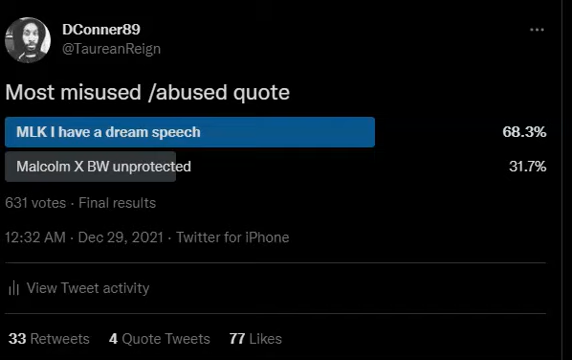 DConner89
@TaureanReign
Most misused /abused quote
MLK I have a dream speech 68.3%
Malcolm X BW unprotected 31.7%
631 votes · Final results
12:32 AM · Dec 29, 2021 · Twitter for iPhone
View Tweet activity
33 Retweets 4 Quote Tweets 77 Likes